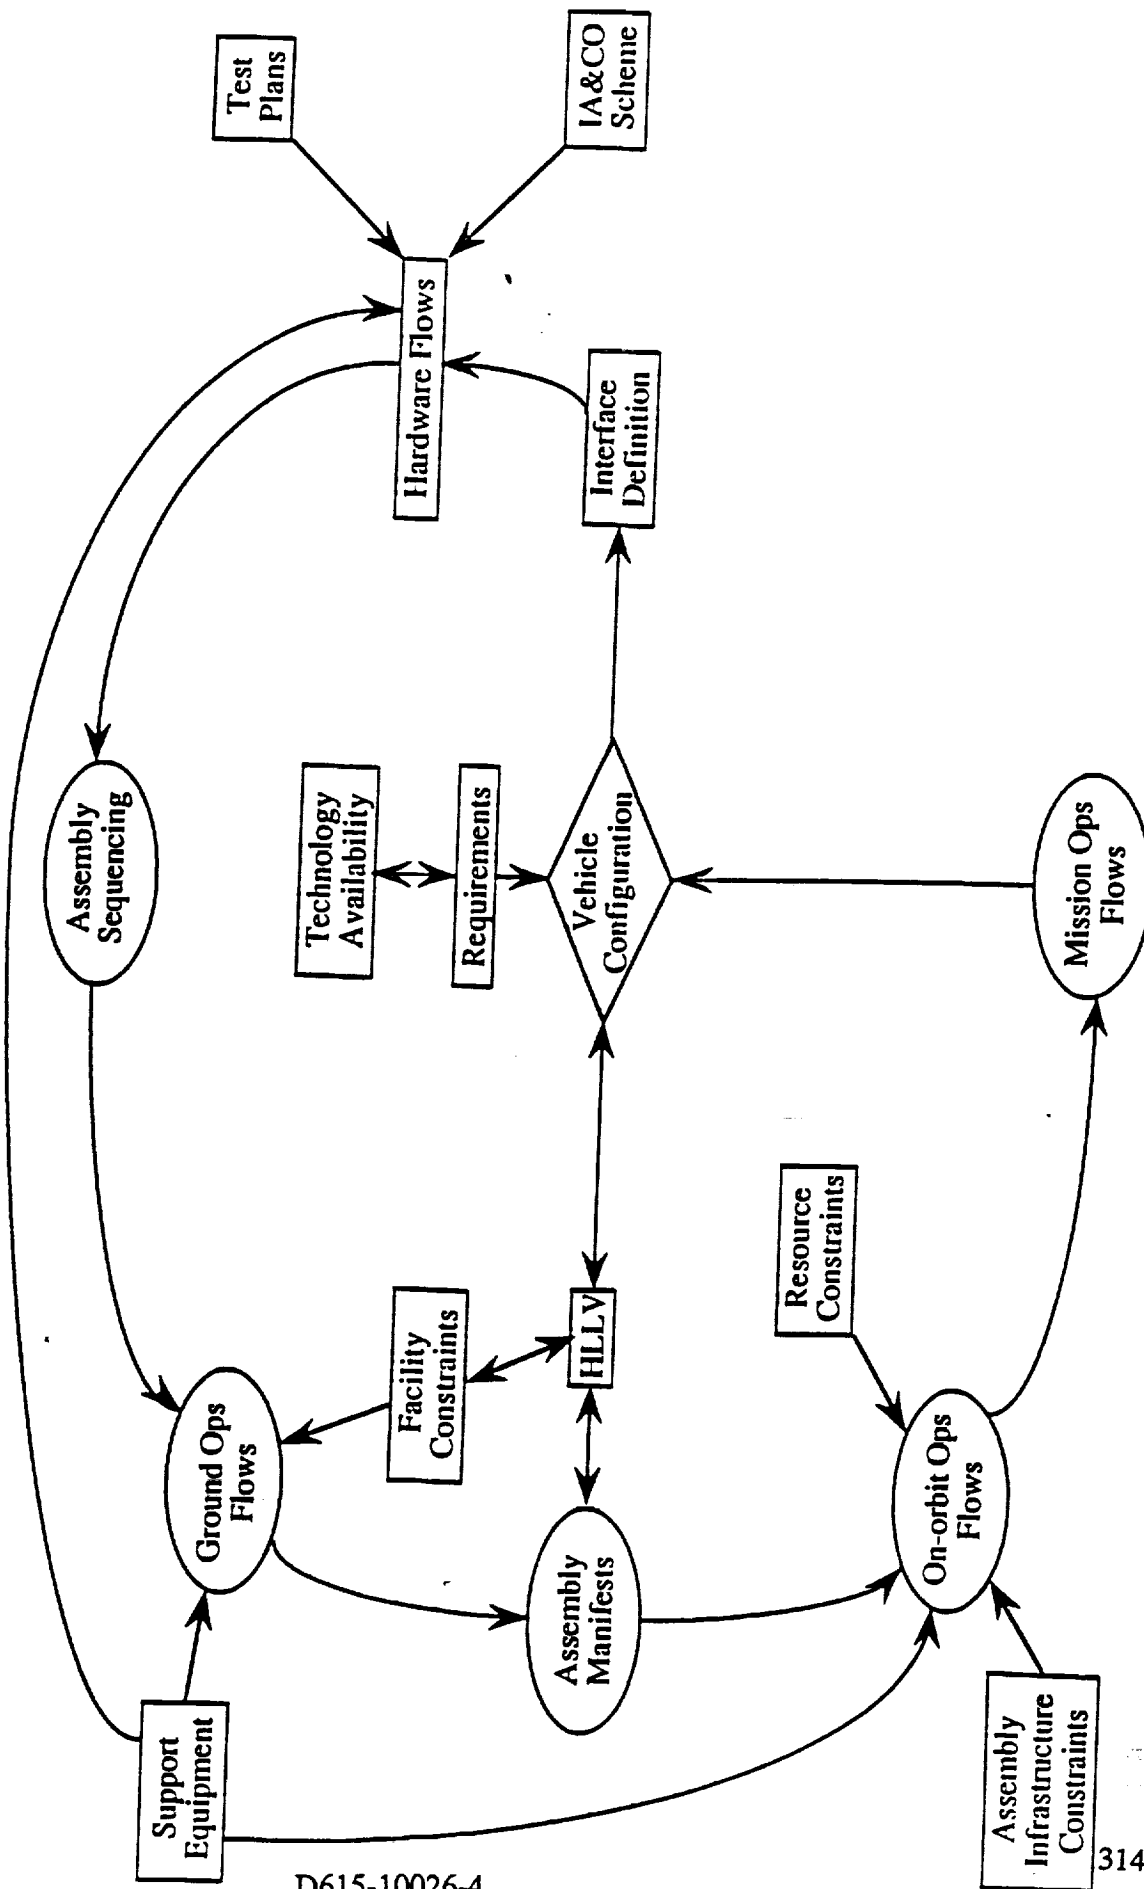 Support
Equipment
Ground Ops
Flows
Assembly
Sequencing
Test
Plans
Technology
Availability
Facility
Constraints
Requirements
Hardware Flows
Assembly
Manifests
HLLV
Vehicle
Configuration
Interface
Definition
IA&CO
Scheme
Resource
Constraints
On-orbit Ops
Flows
Mission Ops
Flows
Assembly
Infrastructure
Constraints
D615-10026-4
314